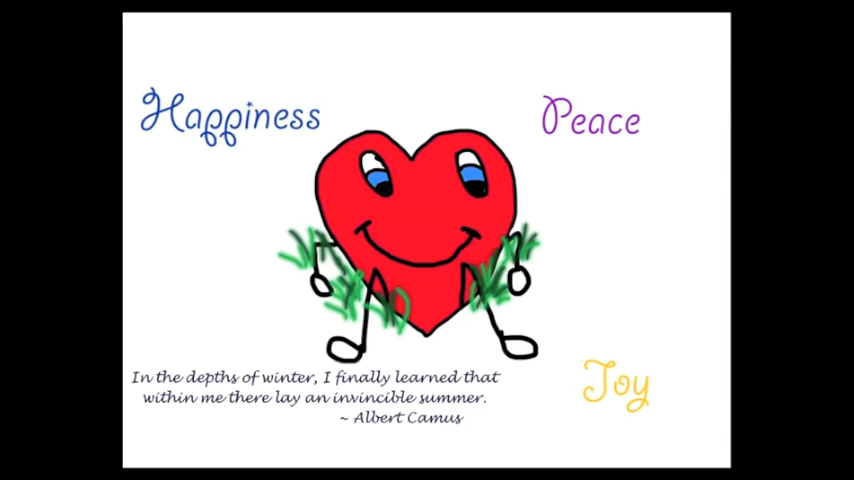 Happiness
Peace
In the depths of winter, I finally learned that
within me there lay an invincible summer.
~ Albert Camus
Joy